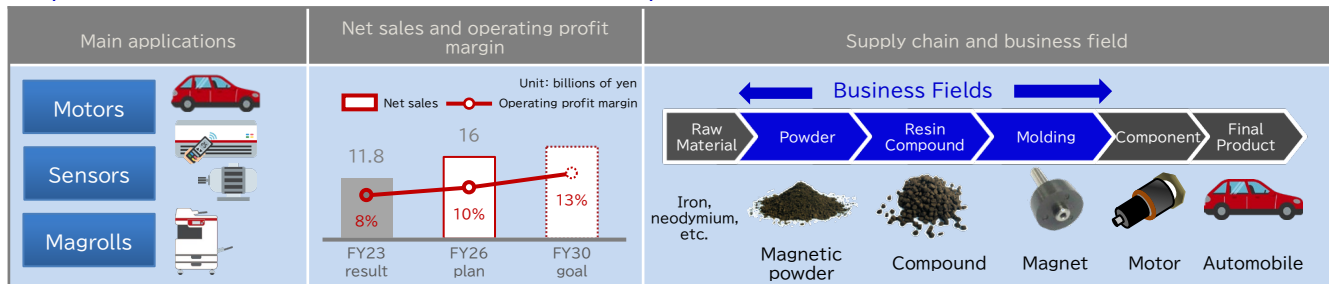 Main applications
Motors
Sensors
Magrolls
Net sales and operating profit
margin
Unit: billions of yen
Net sales
Operating profit margin
11.8
16
8%
10%
13%
FY23
result
FY26
plan
FY30
goal
Supply chain and business field
Business Fields
Raw
Material
Powder
Resin
Compound
Molding
Component
Final
Product
Iron,
neodymium,
etc.
Magnetic
powder
Compound
Magnet
Motor
Automobile